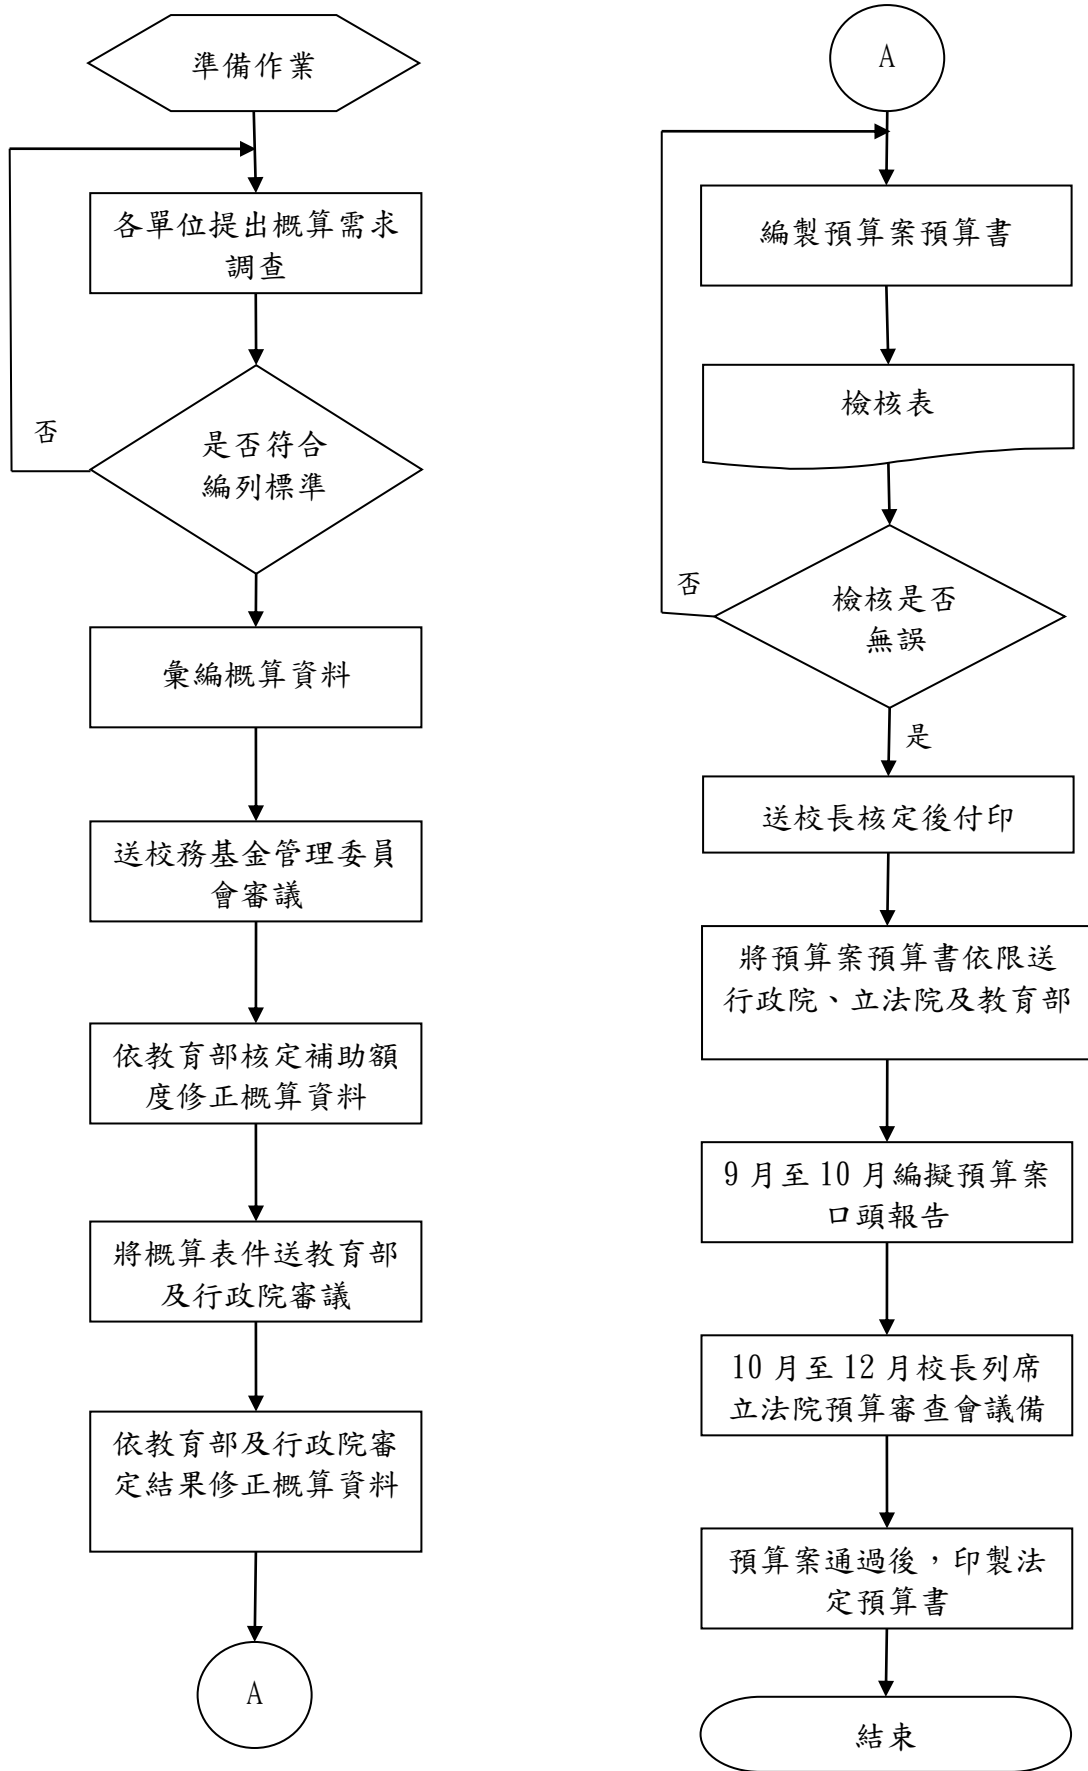 準備作業
各單位提出概算需求
調查
否
是否符合
編列標準
彙編概算資料
送校務基金管理委員
會審議
依教育部核定補助額
度修正概算資料
將概算表件送教育部
及行政院審議
依教育部及行政院審
定結果修正概算資料
A
A
編製預算案預算書
檢核表
否
檢核是否
無誤
是
送校長核定後付印
將預算案預算書依限送
行政院、立法院及教育部
9 月至 10 月編擬預算案
口頭報告
10 月至 12 月校長列席
立法院預算審查會議備
預算案通過後，印製法
定預算書
結束